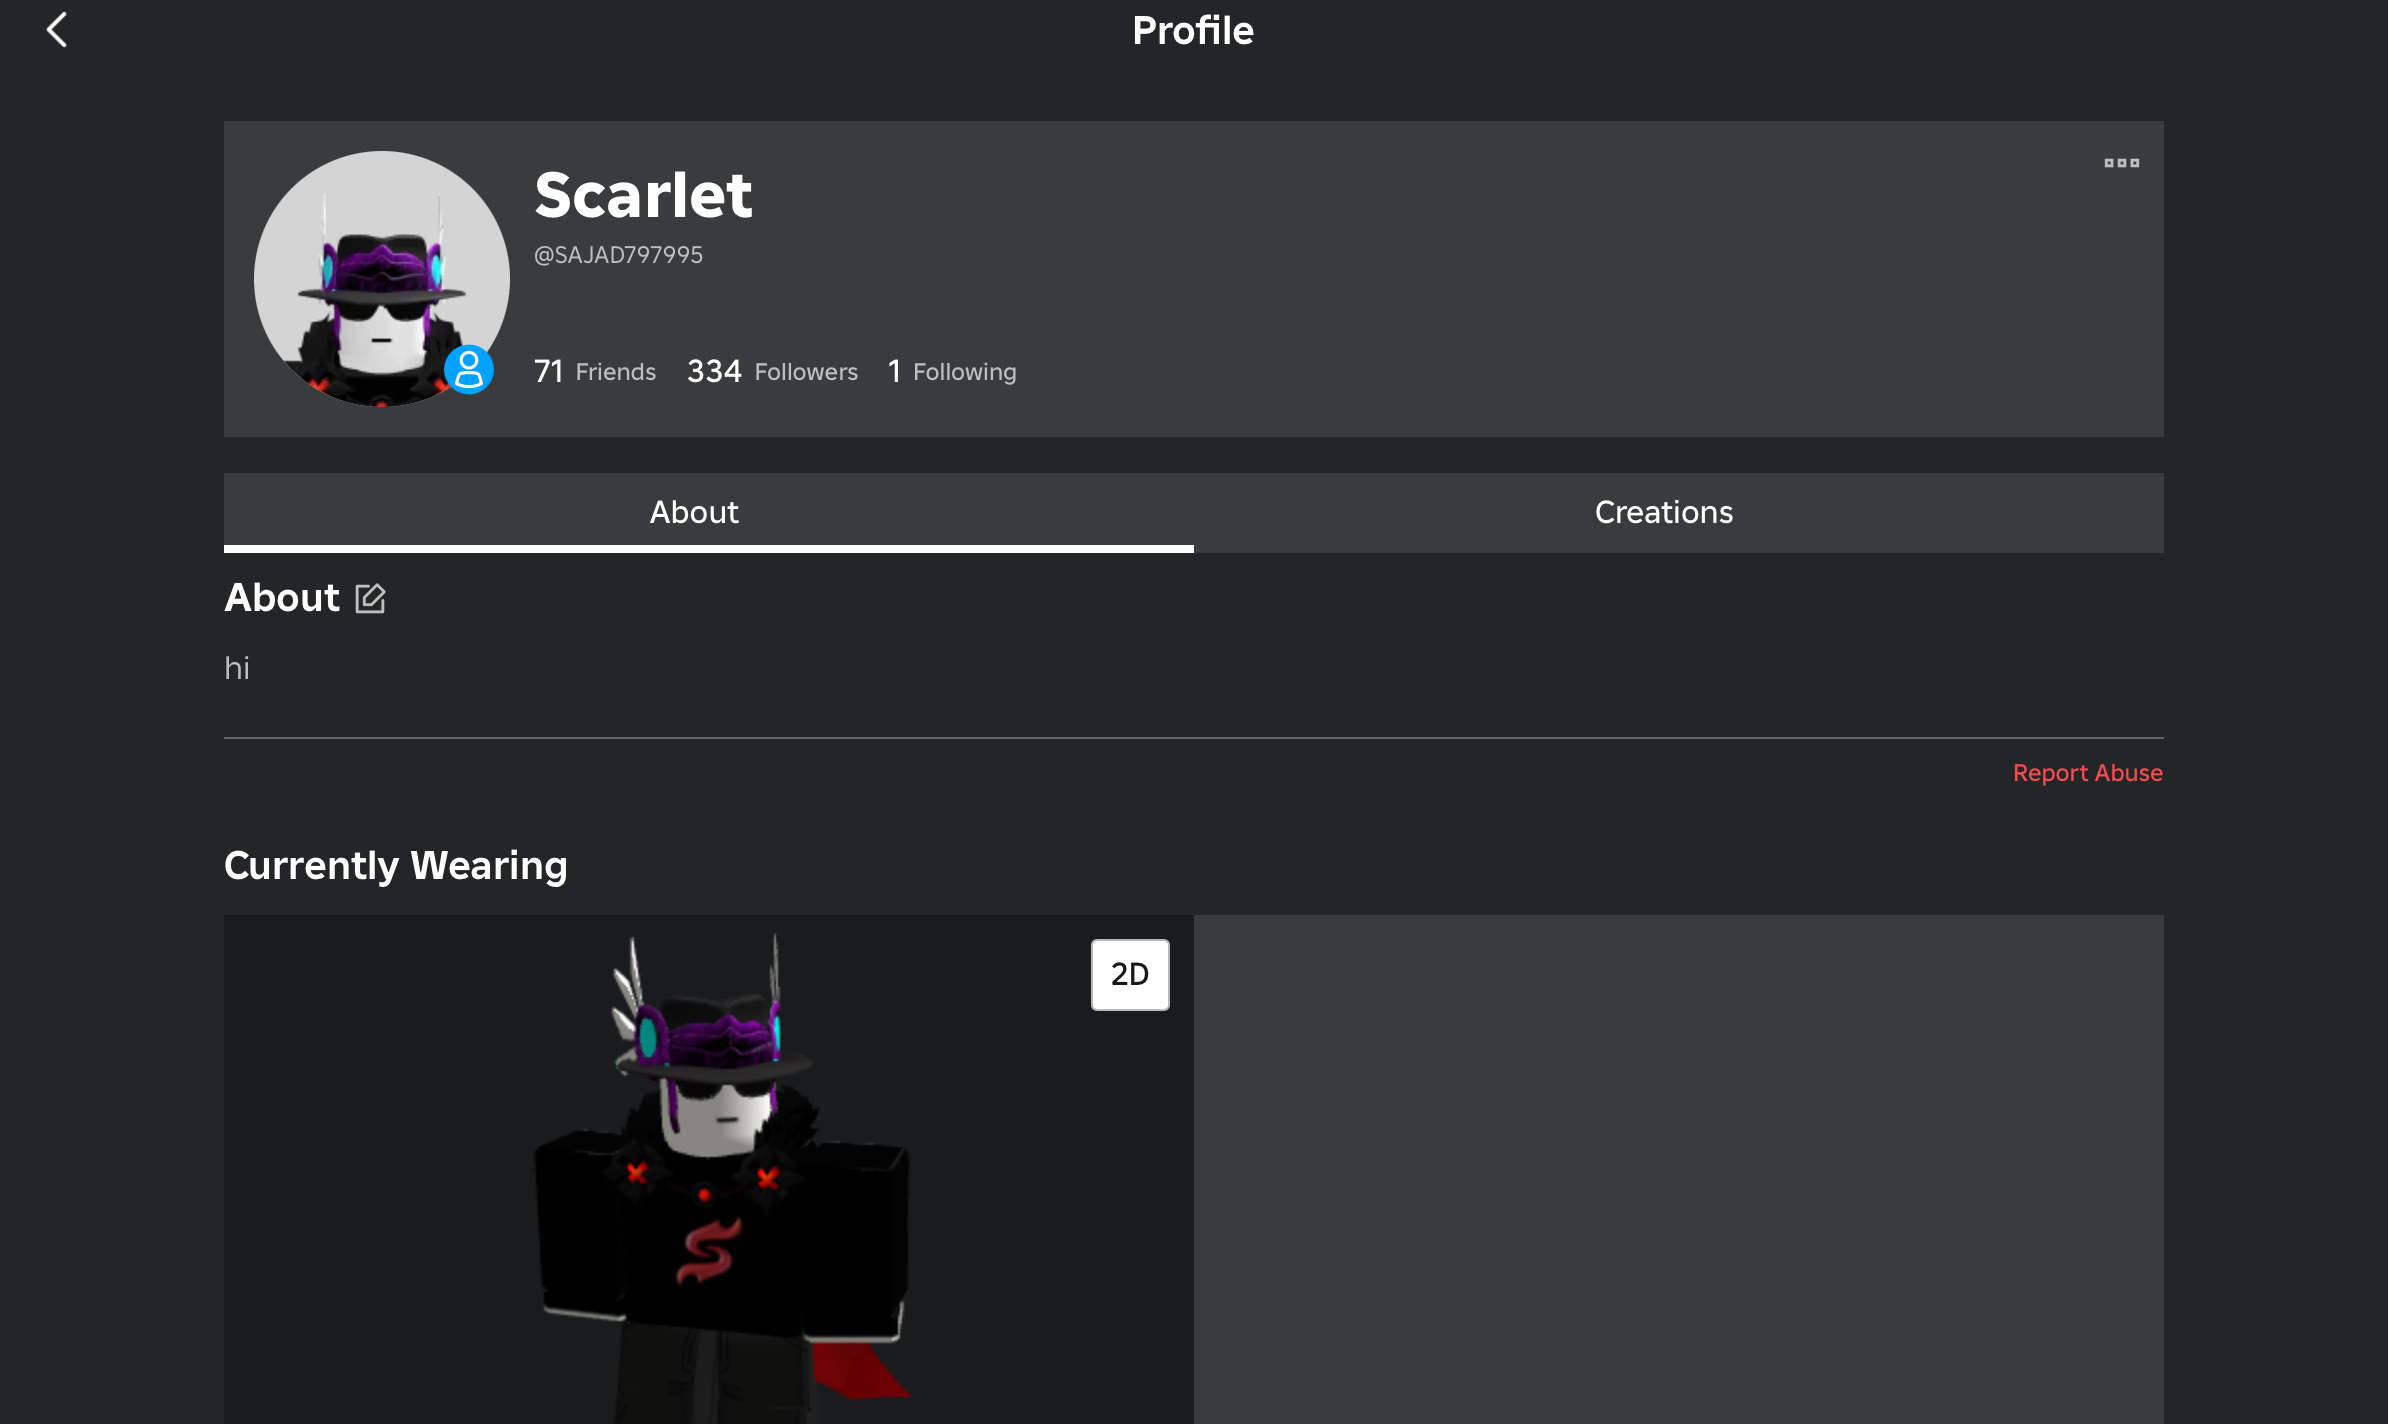 Profile
Scarlet
@SAJAD797995
71 Friends 334 Followers 1 Following
About Creations
About
hi
Report Abuse
Currently Wearing
2D
S